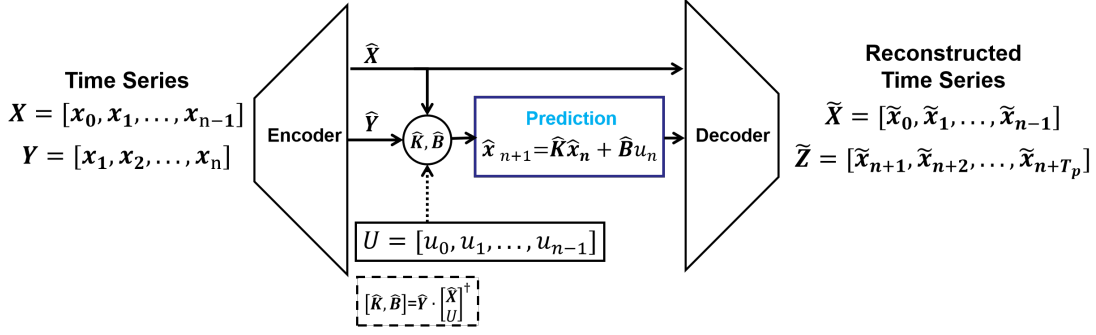 Time Series
X = [x₀, x₁, . . . , xₙ₋₁]
Y = [x₁, x₂, . . . , xₙ]
Encoder
X̂
Ŷ
K̂, B̂
Prediction
x̂ ₙ₊₁=K̂x̂ₙ + B̂uₙ
U = [u₀, u₁, . . . , uₙ₋₁]
[K̂, B̂]=Ŷ · [X̂
U]†
Decoder
Reconstructed
Time Series
X̃ = [x̃₀, x̃₁, . . . , x̃ₙ₋₁]
Z̃ = [x̃ₙ₊₁, x̃ₙ₊₂, . . . , x̃_{n+T_p}]